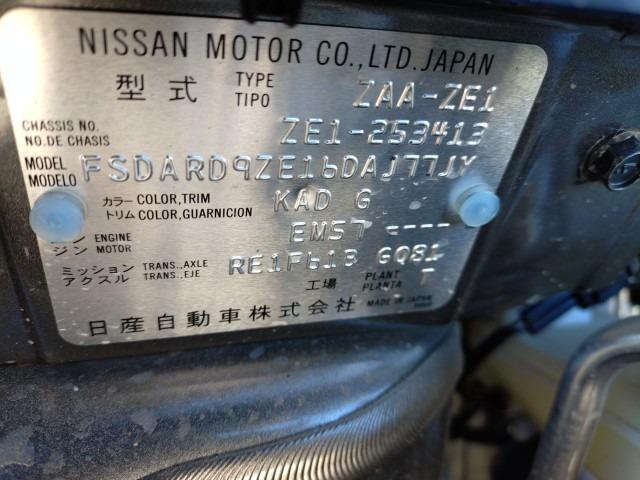 NISSAN MOTOR CO.,LTD.JAPAN
型式 TYPE TIPO ZAA-ZE1
CHASSIS NO. NO.DE CHASIS ZE1-253413
MODEL MODELO FSDARD9ZE16DAJ77JY
カラー COLOR,TRIM トリム COLOR,GUARNICION KAD G
ジン ENGINE MOTOR EM57 ----
ミッション TRANS.,AXLE アクスル TRANS.,EJE RE1F61B GQ81
工場 PLANT PLANTA T
日産自動車株式会社 MADE IN JAPAN